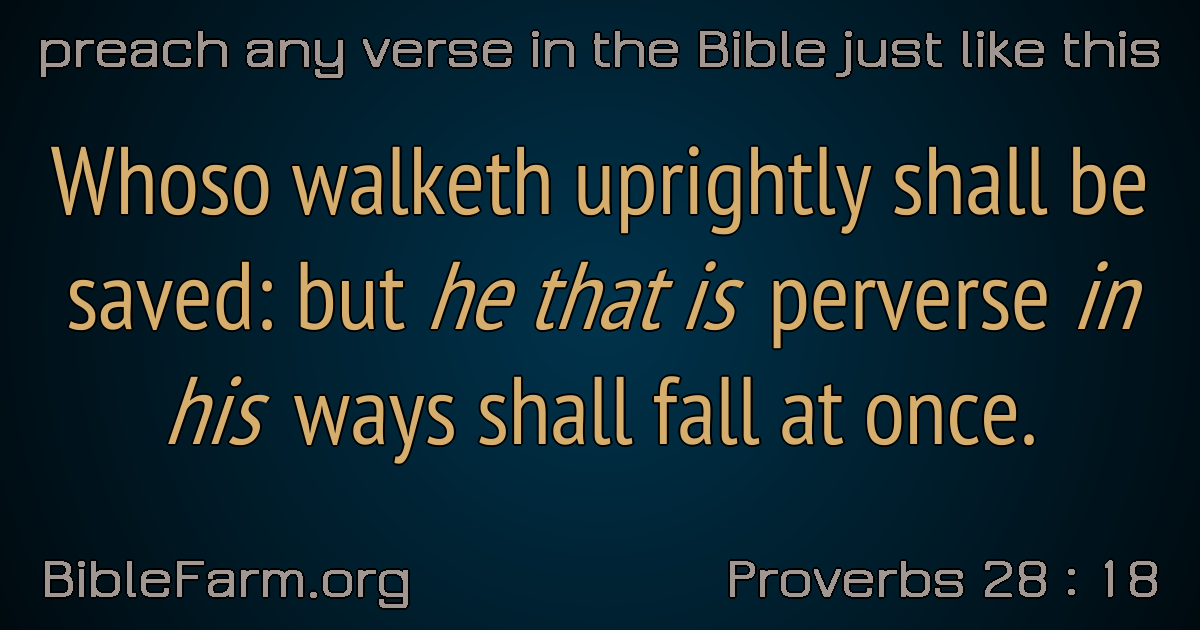 preach any verse in the Bible just like this
Whoso walketh uprightly shall be
saved: but he that is perverse in
his ways shall fall at once.
BibleFarm.org
Proverbs 28 : 18